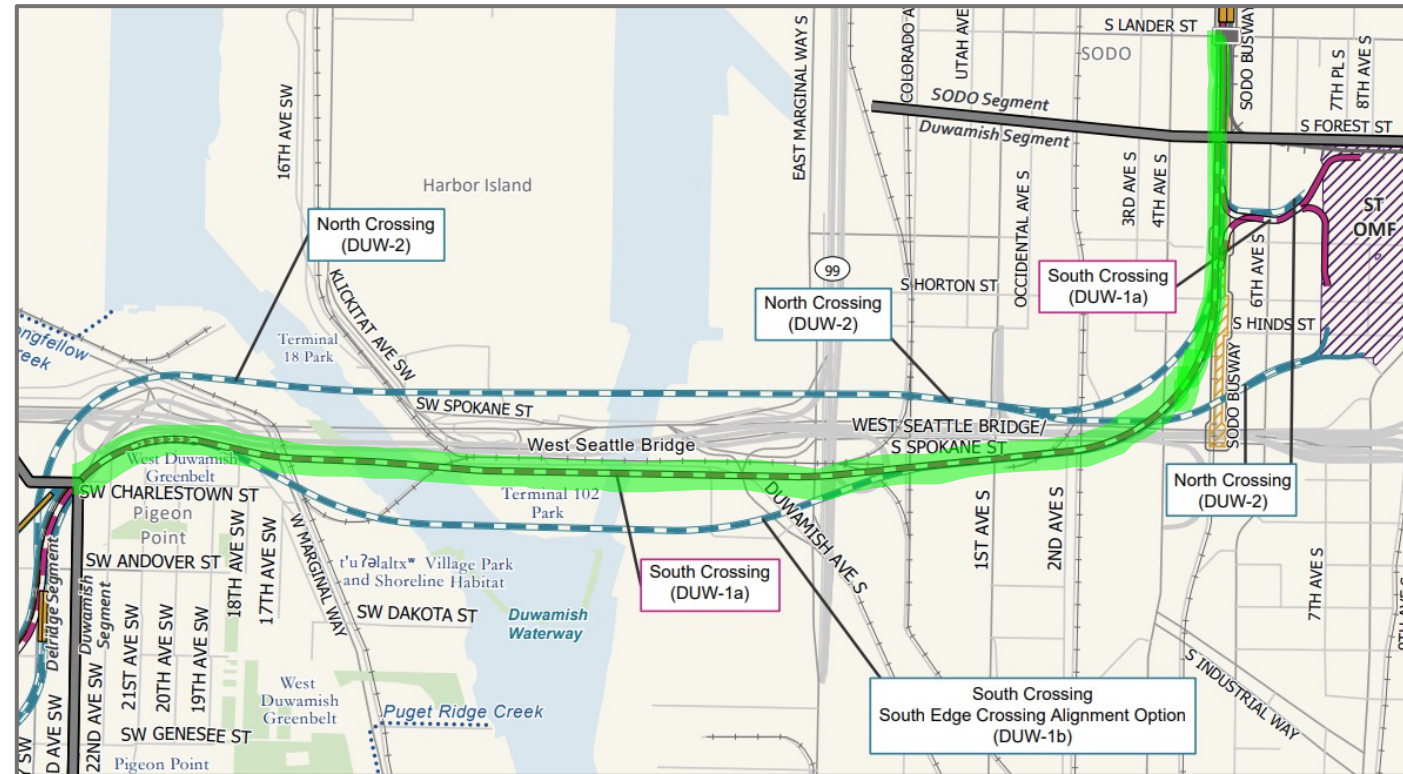 S LANDER ST
SODO
SODO BUSWAY
7TH PL S
8TH AVE S
COLORADO A
UTAH AVE
EAST MARGINAL WAY S
16TH AVE SW
SODO Segment
Duwamish Segment
S FOREST ST
Harbor Island
3RD AVE S
4TH AVE S
ST
OMF
North Crossing
(DUW-2)
99
OCCIDENTAL AVE S
South Crossing
(DUW-1a)
6TH AVE S
KLICKITAT AVE SW
S HORTON ST
North Crossing
(DUW-2)
S HINDS ST
ongfellow
reek
Terminal
18 Park
SW SPOKANE ST
SODO BUSWAY
WEST SEATTLE BRIDGE/
S SPOKANE ST
West Seattle Bridge
West Duwamish
Greenbelt
SW CHARLESTOWN ST
Pigeon
Point
Terminal 102
Park
DUWAMISH AVE S
North Crossing
(DUW-2)
1ST AVE S
2ND AVE S
W MARGINAL WAY
18TH AVE SW
17TH AVE SW
SW ANDOVER ST
t'uʔəlaltxʷ Village Park
and Shoreline Habitat
South Crossing
(DUW-1a)
7TH AVE S
Delridge Segment
Duwamish
Segment
SW DAKOTA ST
Duwamish
Waterway
9TH AVE S
21ST AVE SW
20TH AVE SW
19TH AVE SW
22ND AVE SW
D AVE SW
Y SW
S INDUSTRIAL WAY
West
Duwamish
Greenbelt
Puget Ridge Creek
South Crossing
South Edge Crossing Alignment Option
(DUW-1b)
SW GENESEE ST
Pigeon Point